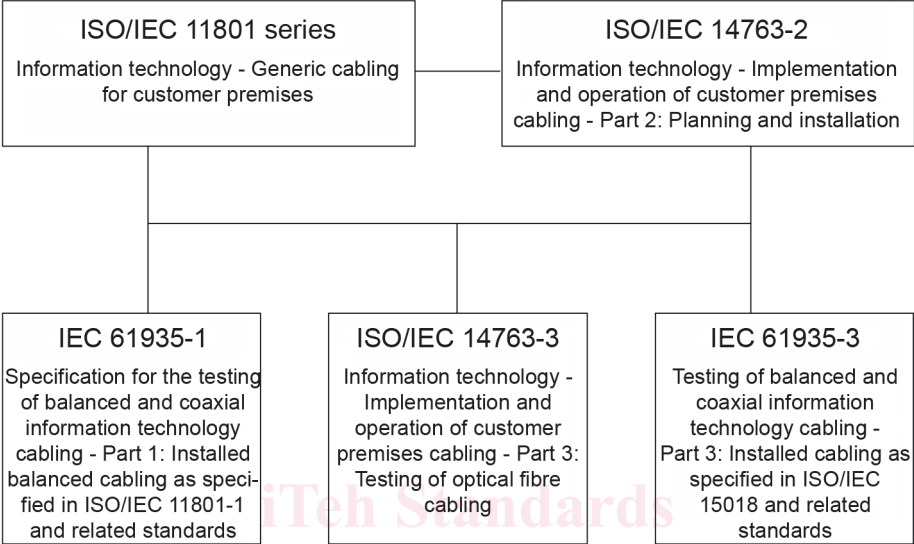 ISO/IEC 11801 series
Information technology - Generic cabling
for customer premises
ISO/IEC 14763-2
Information technology - Implementation
and operation of customer premises
cabling - Part 2: Planning and installation
IEC 61935-1
Specification for the testing
of balanced and coaxial
information technology
cabling - Part 1: Installed
balanced cabling as speci-
fied in ISO/IEC 11801-1
and related standards
ISO/IEC 14763-3
Information technology -
Implementation and
operation of customer
premises cabling - Part 3:
Testing of optical fibre
cabling
IEC 61935-3
Testing of balanced and
coaxial information
technology cabling -
Part 3: Installed cabling as
specified in ISO/IEC
15018 and related
standards
iTeh Standards